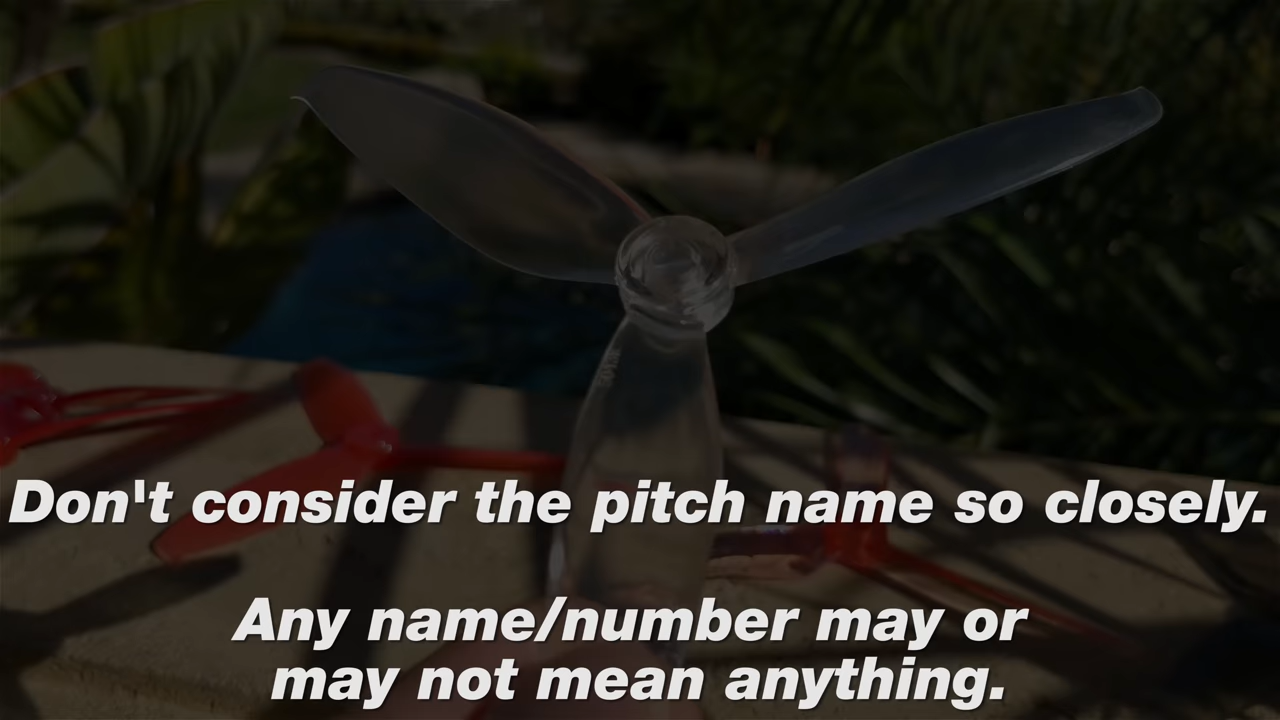 Don't consider the pitch name so closely.
Any name/number may or
may not mean anything.